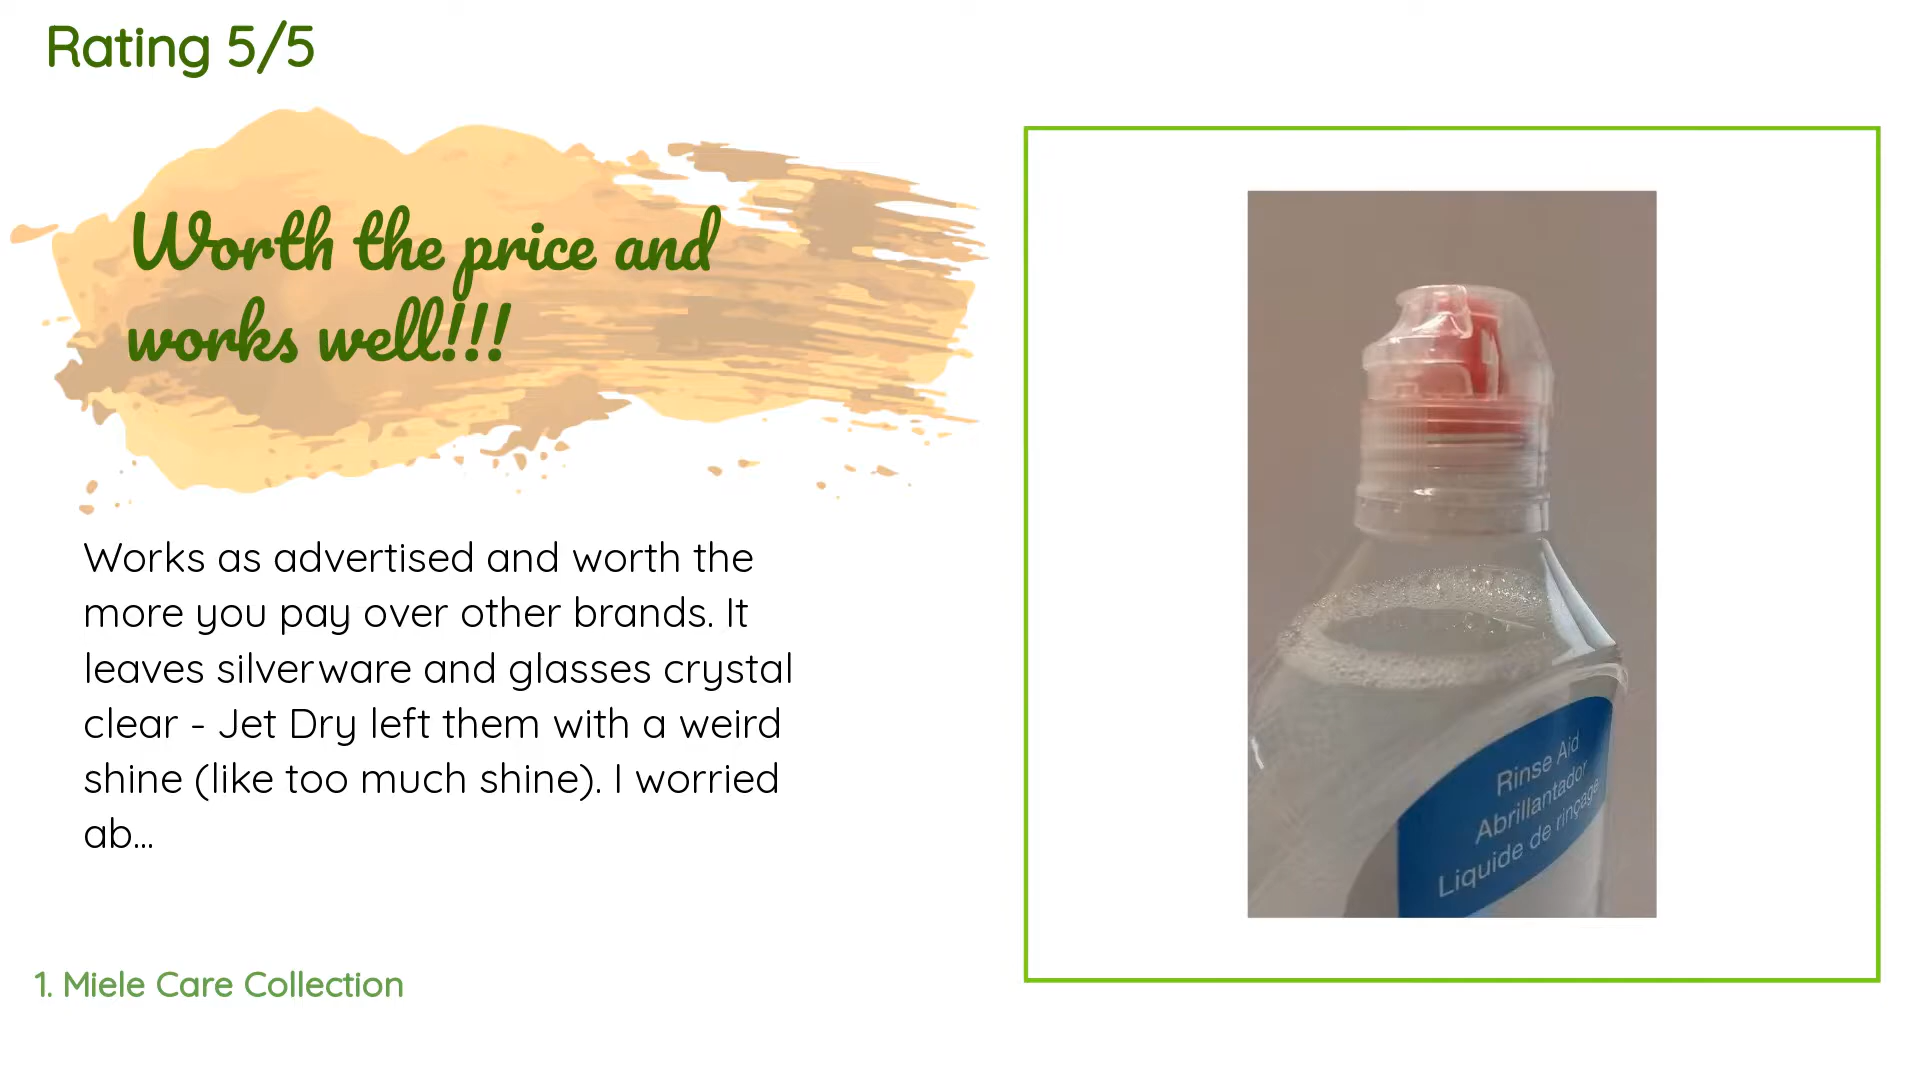 Rating 5/5
Worth the price and
works well!!!
Works as advertised and worth the
more you pay over other brands. It
leaves silverware and glasses crystal
clear - Jet Dry left them with a weird
shine (like too much shine). I worried
ab...
1. Miele Care Collection
Rinse Aid
Abrillantador
Liquide de rinçage